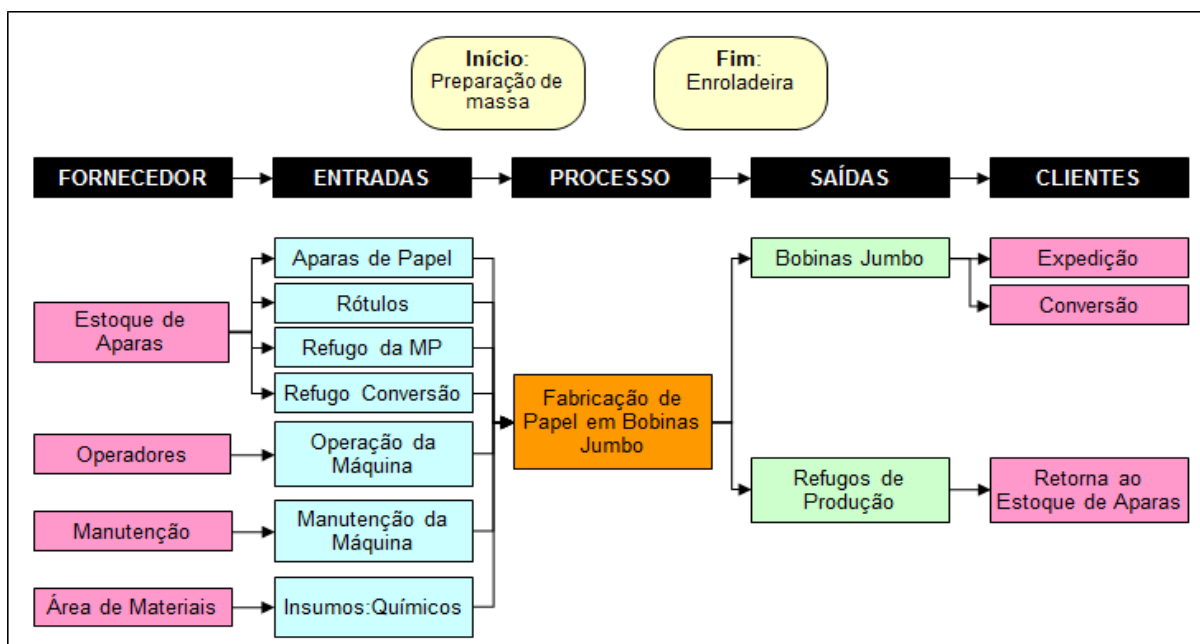 Início:
Preparação de
massa
Fim:
Enroladeira
FORNECEDOR
ENTRADAS
PROCESSO
SAÍDAS
CLIENTES
Estoque de
Aparas
Operadores
Manutenção
Área de Materiais
Aparas de Papel
Rótulos
Refugo da MP
Refugo Conversão
Operação da
Máquina
Manutenção da
Máquina
Insumos:Químicos
Fabricação de
Papel em Bobinas
Jumbo
Bobinas Jumbo
Refugos de
Produção
Expedição
Conversão
Retorna ao
Estoque de Aparas